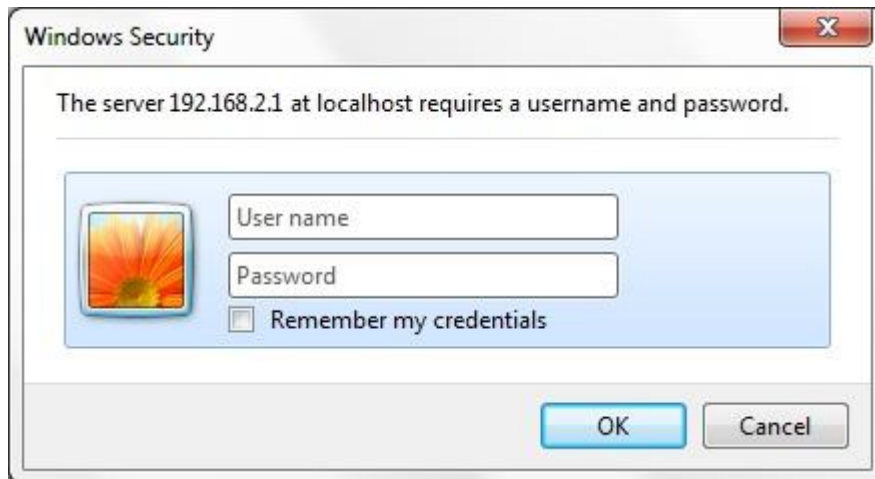 Windows Security
The server 192.168.2.1 at localhost requires a username and password.
User name
Password
Remember my credentials
OK
Cancel